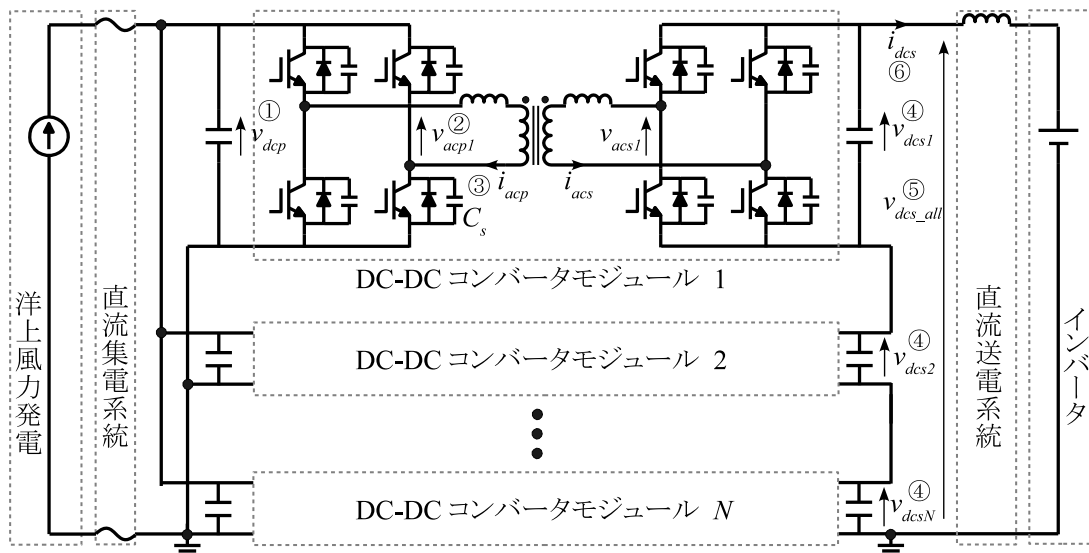 洋上風力発電
直流集電系統
①
v_dcp
②
v_acp1
③
i_acp
C_s
i_acs
v_acs1
i_dcs
⑥
④
v_dcs1
⑤
v_dcs_all
DC-DC コンバータモジュール 1
DC-DC コンバータモジュール 2
④
v_dcs2
DC-DC コンバータモジュール N
④
v_dcsN
直流送電系統
インバータ